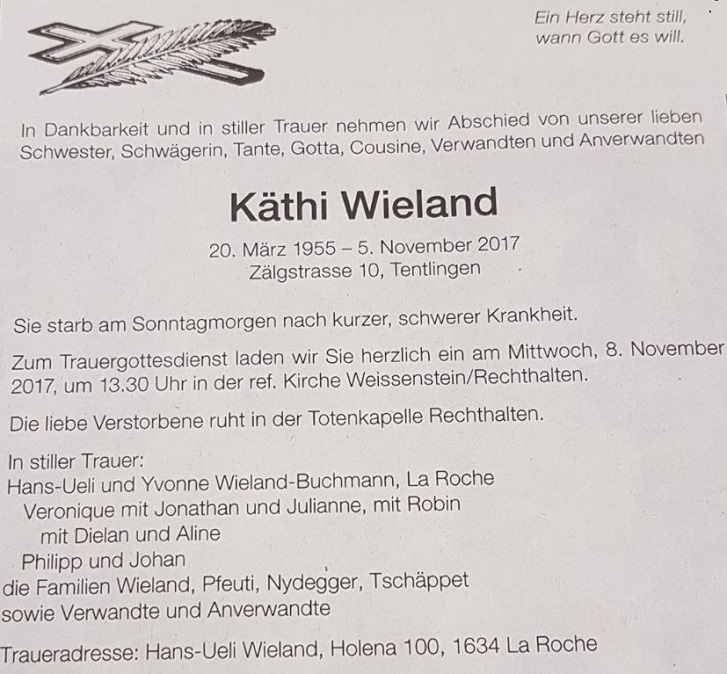 Ein Herz steht still,
wann Gott es will.
In Dankbarkeit und in stiller Trauer nehmen wir Abschied von unserer lieben
Schwester, Schwägerin, Tante, Gotta, Cousine, Verwandten und Anverwandten
Käthi Wieland
20. März 1955 – 5. November 2017
Zälgstrasse 10, Tentlingen
Sie starb am Sonntagmorgen nach kurzer, schwerer Krankheit.
Zum Trauergottesdienst laden wir Sie herzlich ein am Mittwoch, 8. November
2017, um 13.30 Uhr in der ref. Kirche Weissenstein/Rechthalten.
Die liebe Verstorbene ruht in der Totenkapelle Rechthalten.
In stiller Trauer:
Hans-Ueli und Yvonne Wieland-Buchmann, La Roche
Veronique mit Jonathan und Julianne, mit Robin
mit Dielan und Aline
Philipp und Johan
die Familien Wieland, Pfeuti, Nydegger, Tschäppet
sowie Verwandte und Anverwandte
Traueradresse: Hans-Ueli Wieland, Holena 100, 1634 La Roche